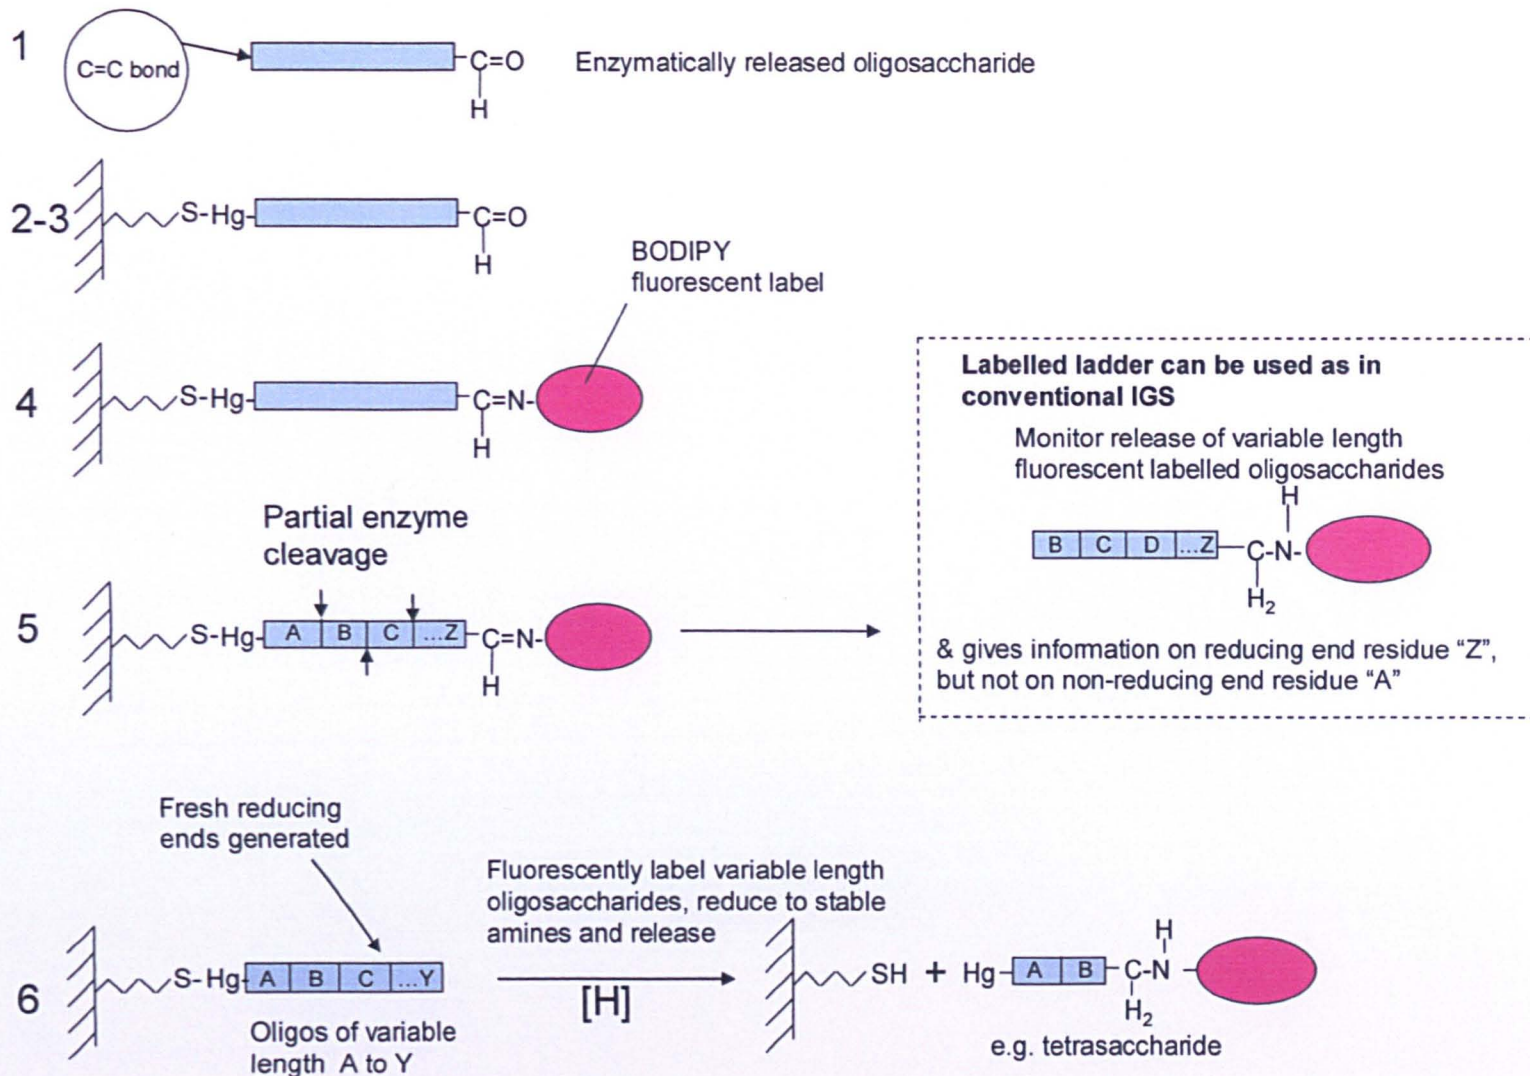 1
C=C bond
C=O
H
Enzymatically released oligosaccharide
2-3
S-Hg-
C=O
H
BODIPY
fluorescent label
4
S-Hg-
C=N-
H
Partial enzyme
cleavage
5
S-Hg-
A B C ...Z
C=N-
H
Labelled ladder can be used as in
conventional IGS
Monitor release of variable length
fluorescent labelled oligosaccharides
H
B C D ...Z
C-N-
H2
& gives information on reducing end residue “Z”,
but not on non-reducing end residue “A”
Fresh reducing
ends generated
6
S-Hg-
A B C ...Y
Oligos of variable
length A to Y
Fluorescently label variable length
oligosaccharides, reduce to stable
amines and release
[H]
SH + Hg-
A B
H
C-N
H2
e.g. tetrasaccharide